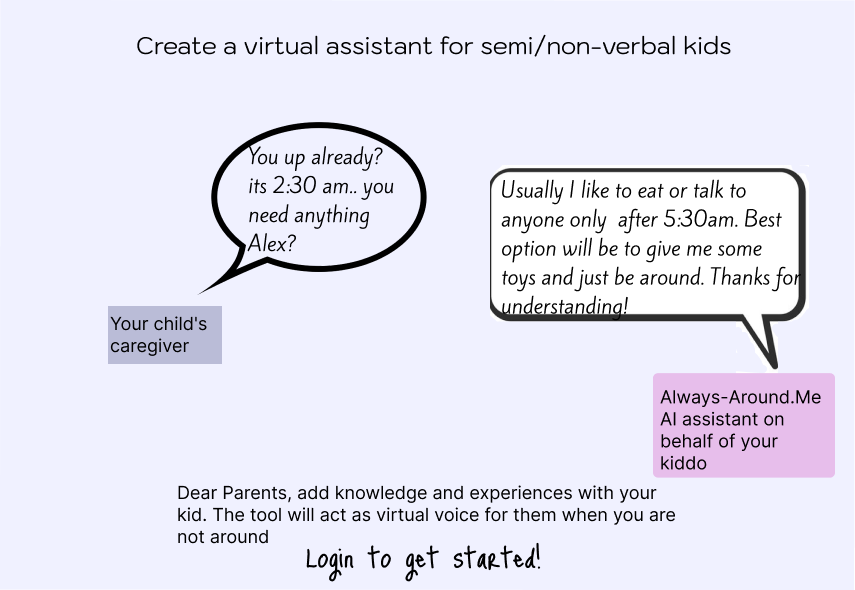 Create a virtual assistant for semi/non-verbal kids
You up already?
its 2:30 am.. you
need anything
Alex?
Usually I like to eat or talk to
anyone only after 5:30am. Best
option will be to give me some
toys and just be around. Thanks for
understanding!
Your child's
caregiver
Always-Around.Me
AI assistant on
behalf of your
kiddo
Dear Parents, add knowledge and experiences with your
kid. The tool will act as virtual voice for them when you are
not around
Login to get started!